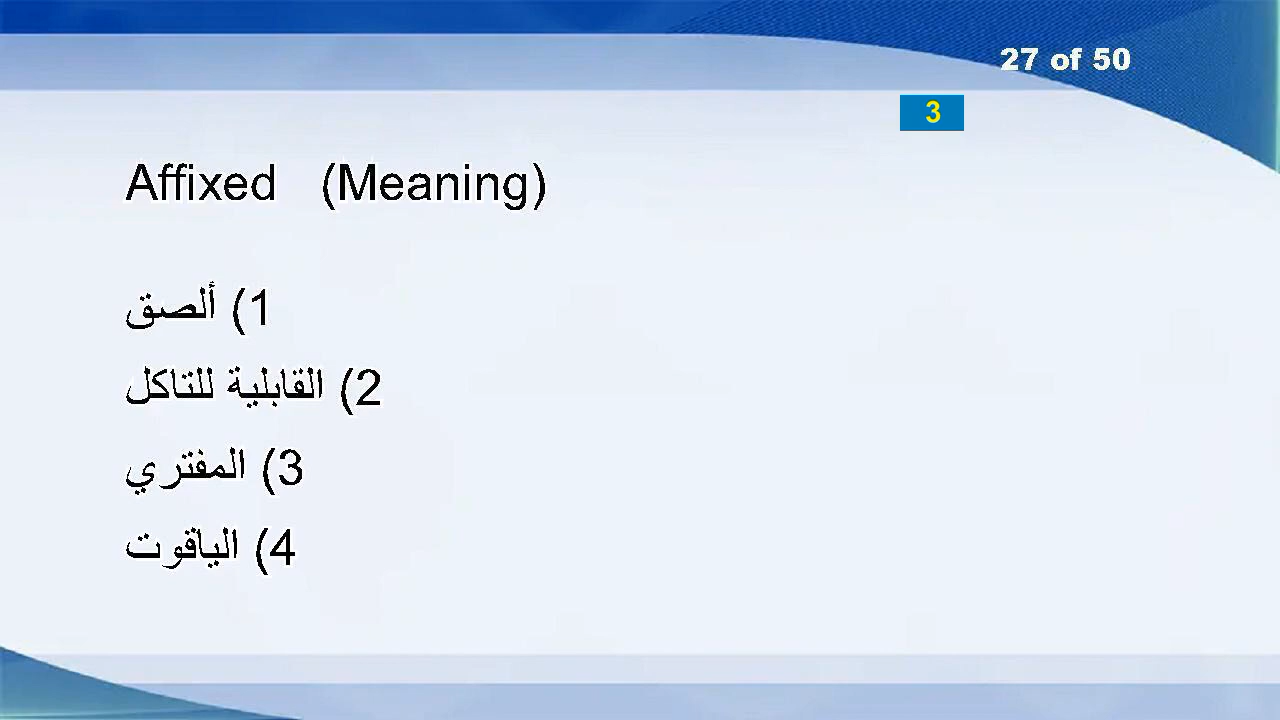 27 of 50
3
Affixed (Meaning)
1) ألصق
2) القابلية للتاكل
3) المفتري
4) الياقوت